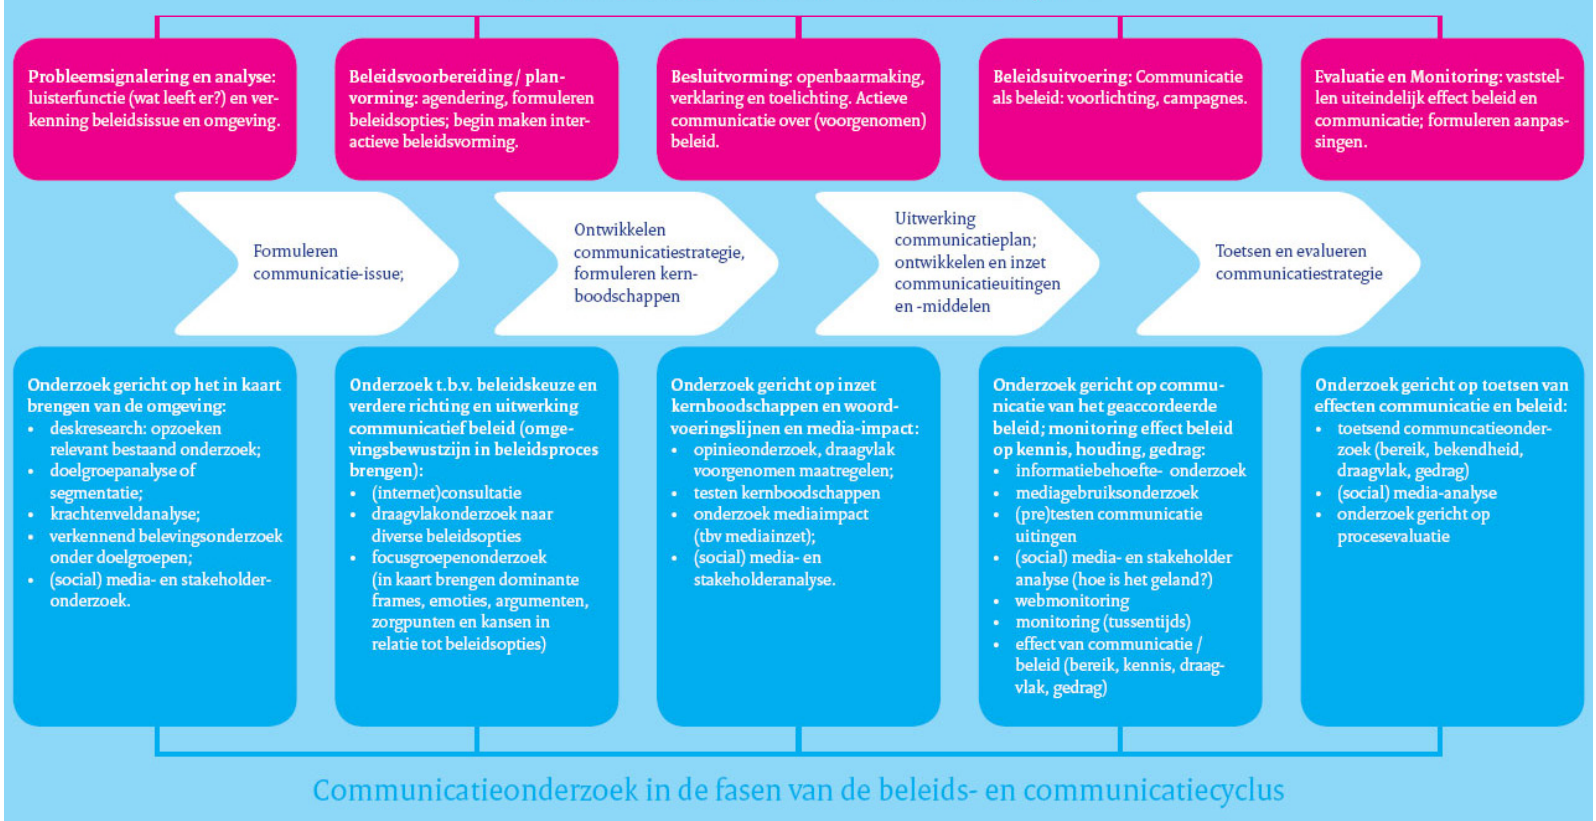 Probleemsignalering en analyse:
luisterfunctie (wat leeft er?) en ver-
kenning beleidsissue en omgeving.
Beleidsvoorbereiding / plan-
vorming: agendering, formuleren
beleidsopties; begin maken inter-
actieve beleidsvorming.
Besluitvorming: openbaarmaking,
verklaring en toelichting. Actieve
communicatie over (voorgenomen)
beleid.
Beleidsuitvoering: Communicatie
als beleid: voorlichting, campagnes.
Evaluatie en Monitoring: vaststel-
len uiteindelijk effect beleid en
communicatie; formuleren aanpas-
singen.
Formuleren
communicatie-issue;
Ontwikkelen
communicatiestrategie,
formuleren kern-
boodschappen
Uitwerking
communicatieplan;
ontwikkelen en inzet
communicatieuitingen
en -middelen
Toetsen en evalueren
communicatiestrategie
Onderzoek gericht op het in kaart
brengen van de omgeving:
• deskresearch: opzoeken
relevant bestaand onderzoek;
• doelgroepanalyse of
segmentatie;
• krachtenveldanalyse;
• verkennend belevingsonderzoek
onder doelgroepen;
• (social) media- en stakeholder-
onderzoek.
Onderzoek t.b.v. beleidskeuze en
verdere richting en uitwerking
communicatief beleid (omge-
vingsbewustzijn in beleidsproces
brengen):
• (internet)consultatie
• draagvlakonderzoek naar
diverse beleidsopties
• focusgroepenonderzoek
(in kaart brengen dominante
frames, emoties, argumenten,
zorgpunten en kansen in
relatie tot beleidsopties)
Onderzoek gericht op inzet
kernboodschappen en woord-
voeringslijnen en media-impact:
• opinieonderzoek, draagvlak
voorgenomen maatregelen;
• testen kernboodschappen
• onderzoek mediaimpact
(tbv mediainzet);
• (social) media- en
stakeholderanalyse.
Onderzoek gericht op commu-
nicatie van het geaccordeerde
beleid; monitoring effect beleid
op kennis, houding, gedrag:
• informatiebehoefte- onderzoek
• mediagebruiksonderzoek
• (pre)testen communicatie
uitingen
• (social) media- en stakeholder
analyse (hoe is het geland?)
• webmonitoring
• monitoring (tussentijds)
• effect van communicatie /
beleid (bereik, kennis, draag-
vlak, gedrag)
Onderzoek gericht op toetsen van
effecten communicatie en beleid:
• toetsend communcatieonder-
zoek (bereik, bekendheid,
draagvlak, gedrag)
• (social) media-analyse
• onderzoek gericht op
procesevaluatie
Communicatieonderzoek in de fasen van de beleids- en communicatiecyclus